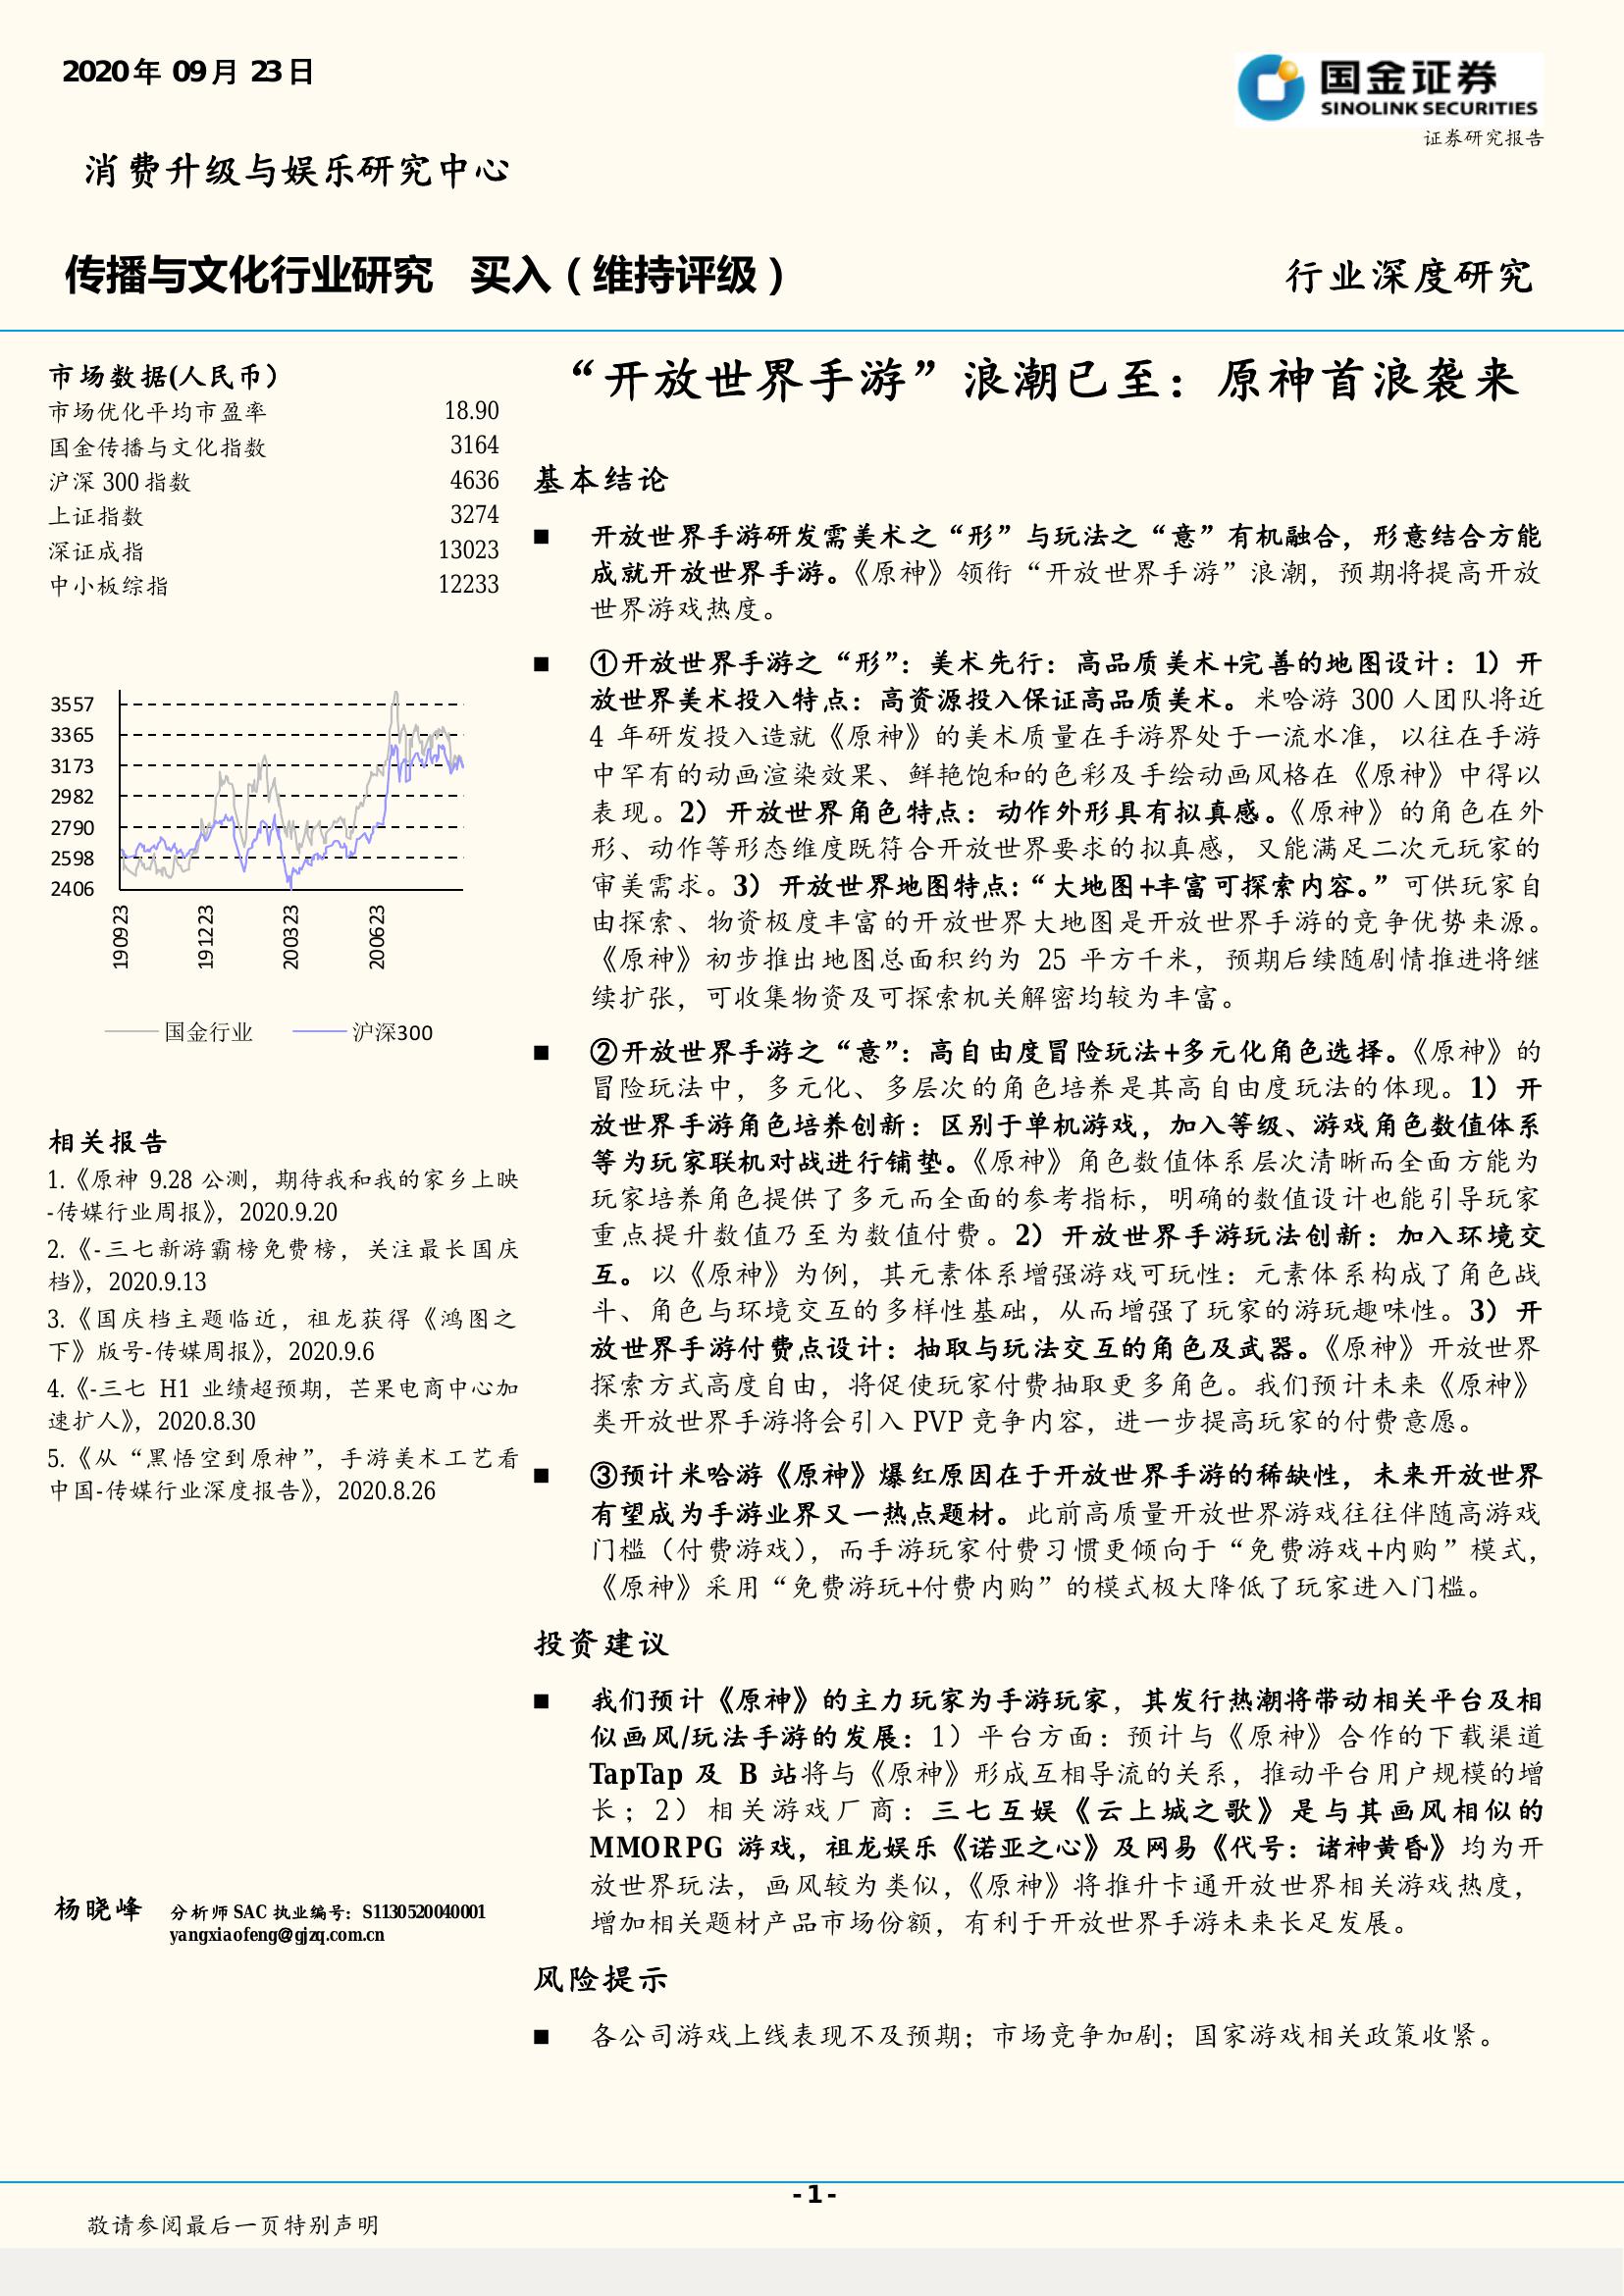 2020年 09月 23日
国金证券
SINOLINK SECURITIES
证券研究报告
消费升级与娱乐研究中心
传播与文化行业研究 买入（维持评级）
行业深度研究
市场数据(人民币）
市场优化平均市盈率 18.90
国金传播与文化指数 3164
沪深 300 指数 4636
上证指数 3274
深证成指 13023
中小板综指 12233
3557
3365
3173
2982
2790
2598
2406
190923
191223
200323
200623
国金行业 沪深300
相关报告
1.《原神 9.28 公测，期待我和我的家乡上映
-传媒行业周报》，2020.9.20
2.《-三七新游霸榜免费榜，关注最长国庆
档》，2020.9.13
3.《国庆档主题临近，祖龙获得《鸿图之
下》版号-传媒周报》，2020.9.6
4.《-三七 H1 业绩超预期，芒果电商中心加
速扩人》，2020.8.30
5.《从“黑悟空到原神”，手游美术工艺看
中国-传媒行业深度报告》，2020.8.26
杨晓峰 分析师 SAC 执业编号：S1130520040001
yangxiaofeng@gjzq.com.cn
“开放世界手游”浪潮已至：原神首浪袭来
基本结论
■ 开放世界手游研发需美术之“形”与玩法之“意”有机融合，形意结合方能
成就开放世界手游。《原神》领衔“开放世界手游”浪潮，预期将提高开放
世界游戏热度。
■ ①开放世界手游之“形”：美术先行：高品质美术+完善的地图设计：1）开
放世界美术投入特点：高资源投入保证高品质美术。米哈游 300 人团队将近
4 年研发投入造就《原神》的美术质量在手游界处于一流水准，以往在手游
中罕有的动画渲染效果、鲜艳饱和的色彩及手绘动画风格在《原神》中得以
表现。2）开放世界角色特点：动作外形具有拟真感。《原神》的角色在外
形、动作等形态维度既符合开放世界要求的拟真感，又能满足二次元玩家的
审美需求。3）开放世界地图特点：“大地图+丰富可探索内容。”可供玩家自
由探索、物资极度丰富的开放世界大地图是开放世界手游的竞争优势来源。
《原神》初步推出地图总面积约为 25 平方千米，预期后续随剧情推进将继
续扩张，可收集物资及可探索机关解密均较为丰富。
■ ②开放世界手游之“意”：高自由度冒险玩法+多元化角色选择。《原神》的
冒险玩法中，多元化、多层次的角色培养是其高自由度玩法的体现。1）开
放世界手游角色培养创新：区别于单机游戏，加入等级、游戏角色数值体系
等为玩家联机对战进行铺垫。《原神》角色数值体系层次清晰而全面方能为
玩家培养角色提供了多元而全面的参考指标，明确的数值设计也能引导玩家
重点提升数值乃至为数值付费。2）开放世界手游玩法创新：加入环境交
互。以《原神》为例，其元素体系增强游戏可玩性：元素体系构成了角色战
斗、角色与环境交互的多样性基础，从而增强了玩家的游玩趣味性。3）开
放世界手游付费点设计：抽取与玩法交互的角色及武器。《原神》开放世界
探索方式高度自由，将促使玩家付费抽取更多角色。我们预计未来《原神》
类开放世界手游将会引入 PVP 竞争内容，进一步提高玩家的付费意愿。
■ ③预计米哈游《原神》爆红原因在于开放世界手游的稀缺性，未来开放世界
有望成为手游业界又一热点题材。此前高质量开放世界游戏往往伴随高游戏
门槛（付费游戏），而手游玩家付费习惯更倾向于“免费游戏+内购”模式，
《原神》采用“免费游玩+付费内购”的模式极大降低了玩家进入门槛。
投资建议
■ 我们预计《原神》的主力玩家为手游玩家，其发行热潮将带动相关平台及相
似画风/玩法手游的发展：1）平台方面：预计与《原神》合作的下载渠道
TapTap 及 B 站将与《原神》形成互相导流的关系，推动平台用户规模的增
长；2）相关游戏厂商：三七互娱《云上城之歌》是与其画风相似的
MMORPG 游戏，祖龙娱乐《诺亚之心》及网易《代号：诸神黄昏》均为开
放世界玩法，画风较为类似，《原神》将推升卡通开放世界相关游戏热度，
增加相关题材产品市场份额，有利于开放世界手游未来长足发展。
风险提示
■ 各公司游戏上线表现不及预期；市场竞争加剧；国家游戏相关政策收紧。
- 1 -
敬请参阅最后一页特别声明